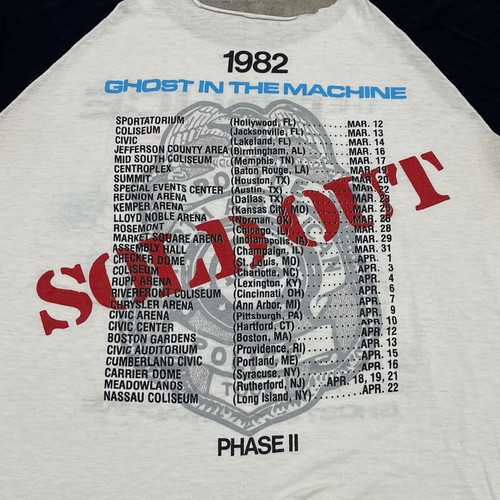 1982
GHOST IN THE MACHINE
SPORTATORIUM (Hollywood, FL) MAR. 12
COLISEUM (Jacksonville, FL) MAR. 13
CIVIC (Lakeland, FL) MAR. 14
JEFFERSON COUNTY AREA (Birmingham, AL) MAR. 16
MID SOUTH COLISEUM (Memphis, TN) MAR. 17
CENTROPLEX (Baton Rouge, LA) MAR. 19
SUMMIT (Houston, TX) MAR. 20
SPECIAL EVENTS CENTER (Austin, TX) MAR. 22
REUNION ARENA (Dallas, TX) MAR. 23
KEMPER ARENA (Kansas City, MO) MAR.
LLOYD NOBLE ARENA (Norman, OK) MAR.
ROSEMONT (Chicago, IL) MAR. 28
MARKET SQUARE ARENA (Indianapolis, IA) MAR. 29
ASSEMBLY HALL (Champaign, IL) MAR. 31
CHECKER DOME (St. Louis, MO) APR. 1
COLISEUM (Charlotte, NC) APR. 3
RUPP ARENA (Lexington, KY) APR. 4
RIVERFRONT COLISEUM (Cincinnati, OH) APR. 6
CHRYSLER ARENA (Ann Arbor, MI) APR. 7
CIVIC ARENA (Pittsburg, PA) APR. 9
CIVIC CENTER (Hartford, CT) APR. 10
BOSTON GARDENS (Boston, MA) APR. 12
CIVIC AUDITORIUM (Providence, RI) APR. 13
CUMBERLAND CIVIC (Portland, ME) APR. 15
CARRIER DOME (Syracuse, NY) APR. 16
MEADOWLANDS (Rutherford, NJ) APR. 18, 19, 21
NASSAU COLISEUM (Long Island, NY) APR. 22
SOLD OUT
PHASE II